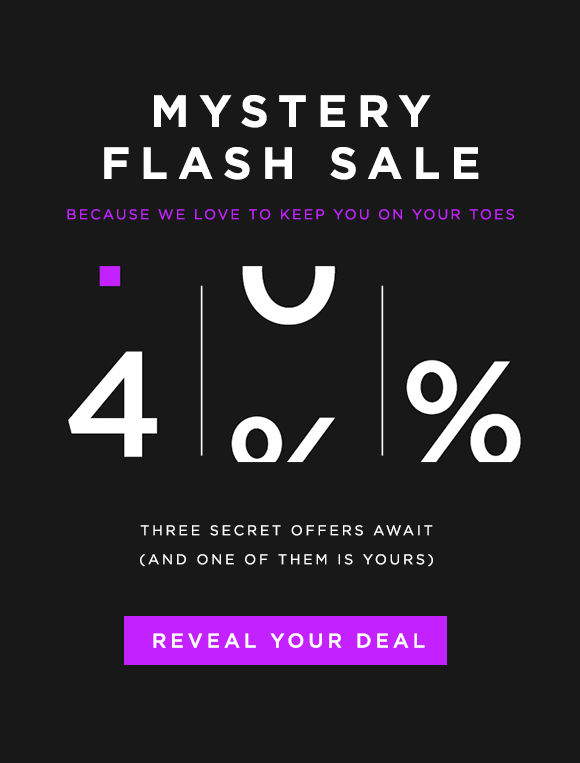 MYSTERY
FLASH SALE
BECAUSE WE LOVE TO KEEP YOU ON YOUR TOES
4 0 %
%
THREE SECRET OFFERS AWAIT
(AND ONE OF THEM IS YOURS)
REVEAL YOUR DEAL